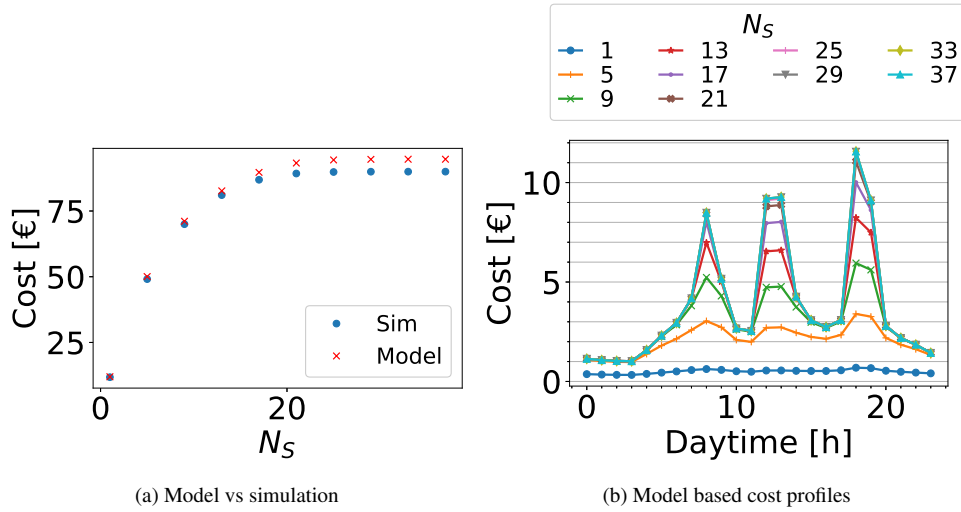 Cost [€]
75
50
25
0
20
N_S
Sim
Model
(a) Model vs simulation
N_S
1 13 25 33
5 17 29 37
9 21
Cost [€]
10
5
0
0 10 20
Daytime [h]
(b) Model based cost profiles